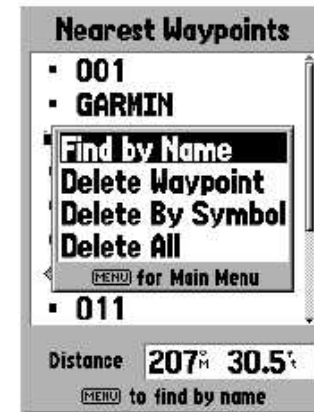 Nearest Waypoints
001
GARMIN
Find by Name
Delete Waypoint
Delete By Symbol
Delete All
MENU for Main Menu
011
Distance 207 30.5
MENU to find by name